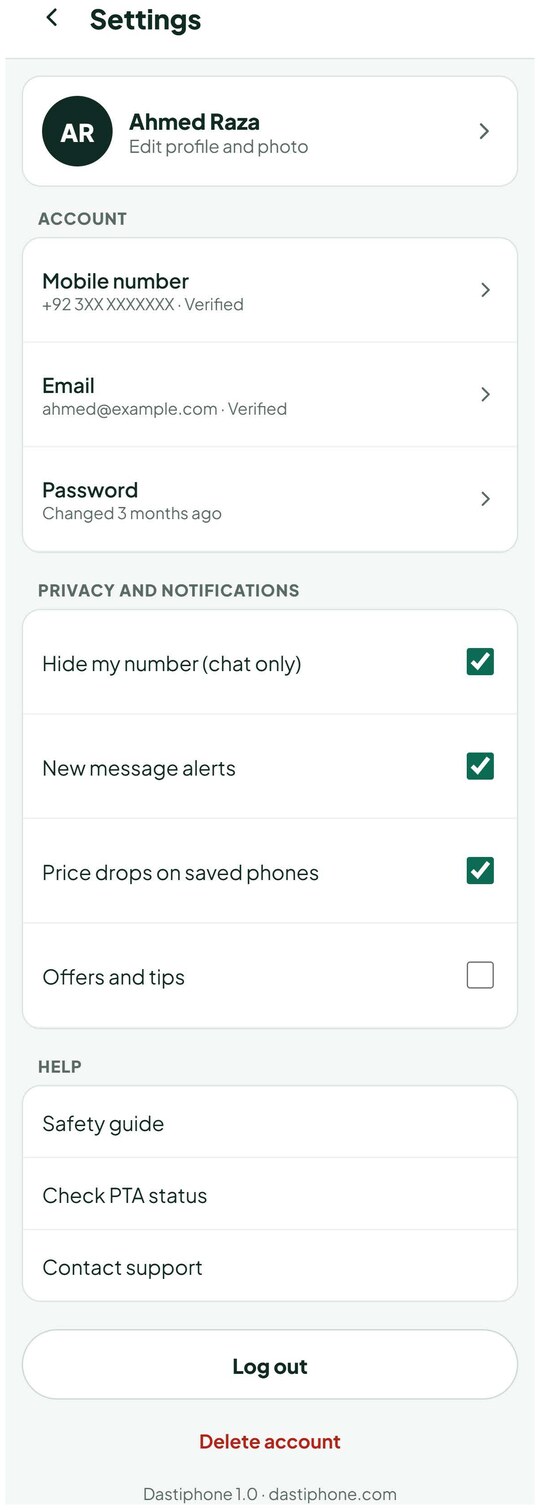 Settings
AR
Ahmed Raza
Edit profile and photo
ACCOUNT
Mobile number
+92 3XX XXXXXXX · Verified
Email
ahmed@example.com · Verified
Password
Changed 3 months ago
PRIVACY AND NOTIFICATIONS
Hide my number (chat only)
New message alerts
Price drops on saved phones
Offers and tips
HELP
Safety guide
Check PTA status
Contact support
Log out
Delete account
Dastiphone 1.0 · dastiphone.com